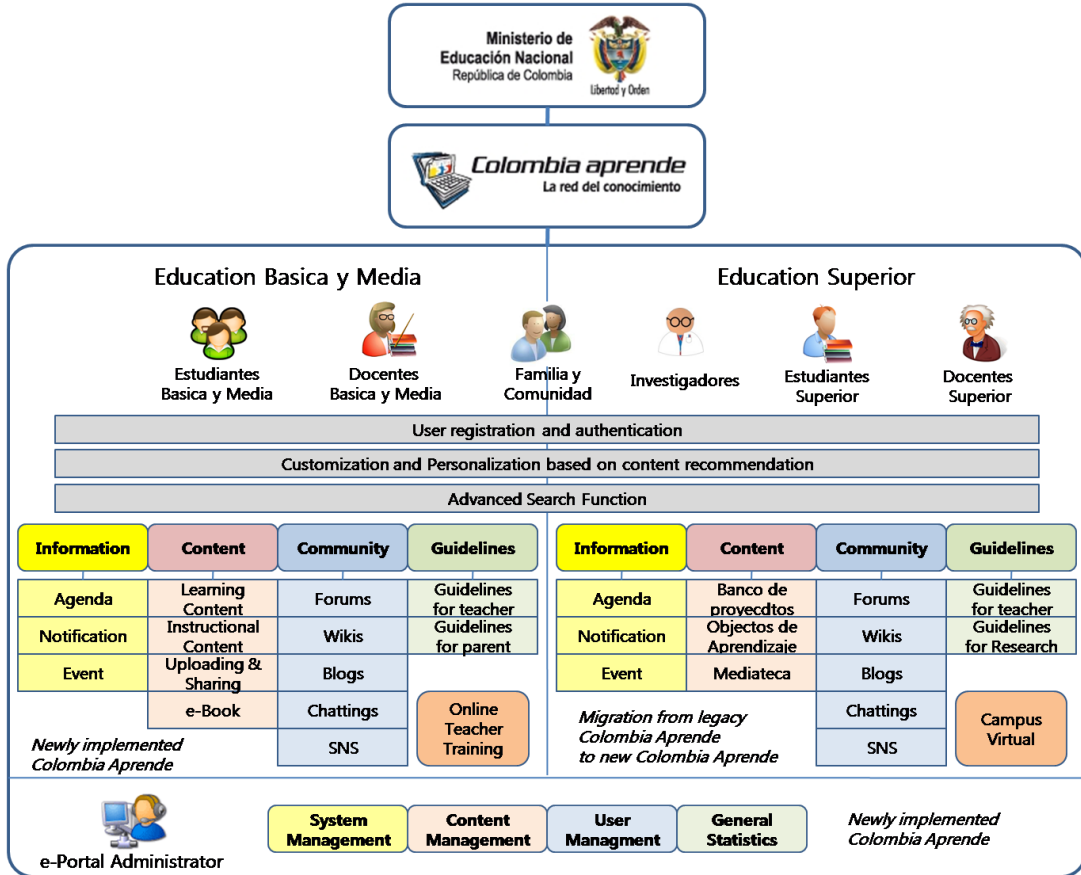 Ministerio de
Educación Nacional
República de Colombia
Libertad y Orden
Colombia aprende
La red del conocimiento
Education Basica y Media
Education Superior
Estudiantes
Basica y Media
Docentes
Basica y Media
Familia y
Comunidad
Investigadores
Estudiantes
Superior
Docentes
Superior
User registration and authentication
Customization and Personalization based on content recommendation
Advanced Search Function
Information
Content
Community
Guidelines
Agenda
Learning
Content
Forums
Guidelines
for teacher
Notification
Instructional
Content
Wikis
Guidelines
for parent
Event
Uploading &
Sharing
Blogs
e-Book
Chattings
SNS
Online
Teacher
Training
Newly implemented
Colombia Aprende
Information
Content
Community
Guidelines
Agenda
Banco de
proyecdtos
Forums
Guidelines
for teacher
Notification
Objectos de
Aprendizaje
Wikis
Guidelines
for Research
Event
Mediateca
Blogs
Chattings
SNS
Migration from legacy
Colombia Aprende
to new Colombia Aprende
Campus
Virtual
e-Portal Administrator
System
Management
Content
Management
User
Managment
General
Statistics
Newly implemented
Colombia Aprende